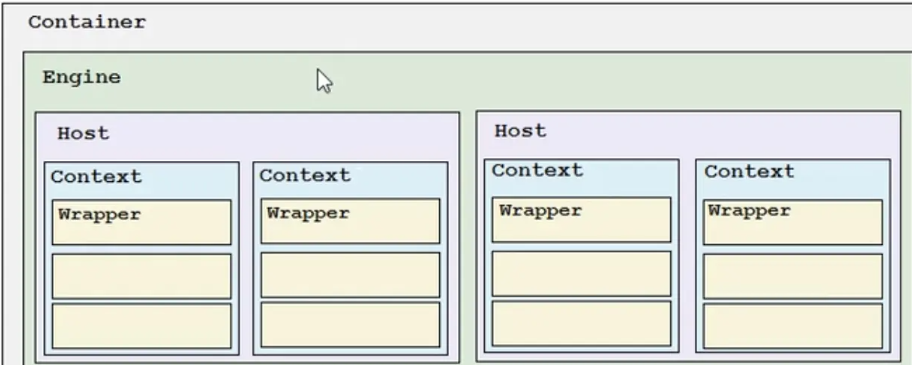 Container
Engine
Host
Host
Context
Context
Context
Context
Wrapper
Wrapper
Wrapper
Wrapper